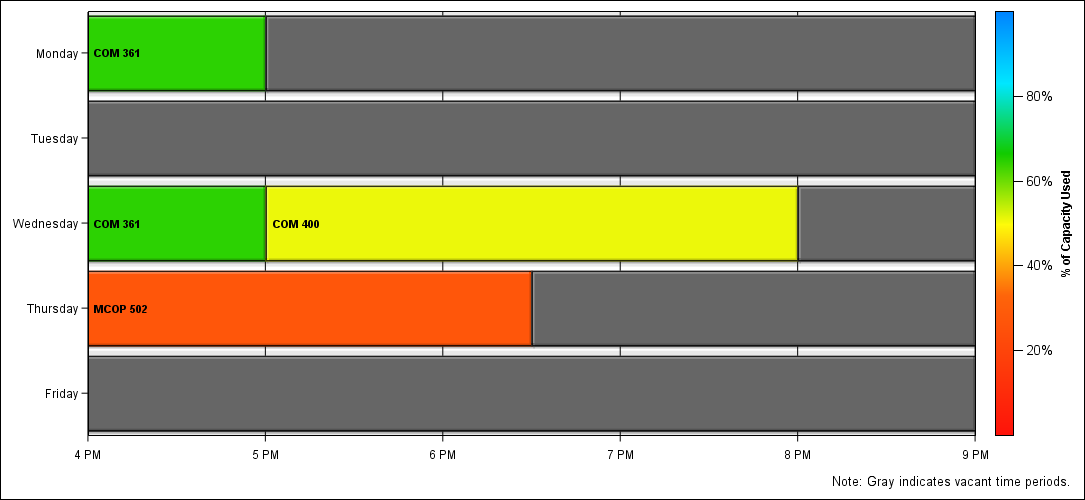 Monday
COM 361
Tuesday
Wednesday
COM 361
COM 400
Thursday
MCOP 502
Friday
4 PM
5 PM
6 PM
7 PM
8 PM
9 PM
80%
60%
40%
20%
% of Capacity Used
Note: Gray indicates vacant time periods.